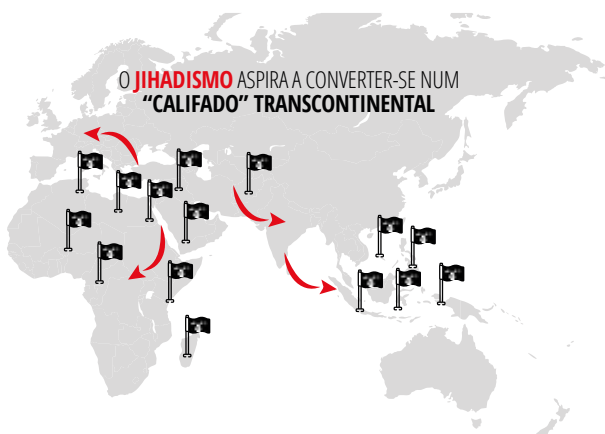 O JIHADISMO ASPIRA A CONVERTER-SE NUM
“CALIFADO” TRANSCONTINENTAL